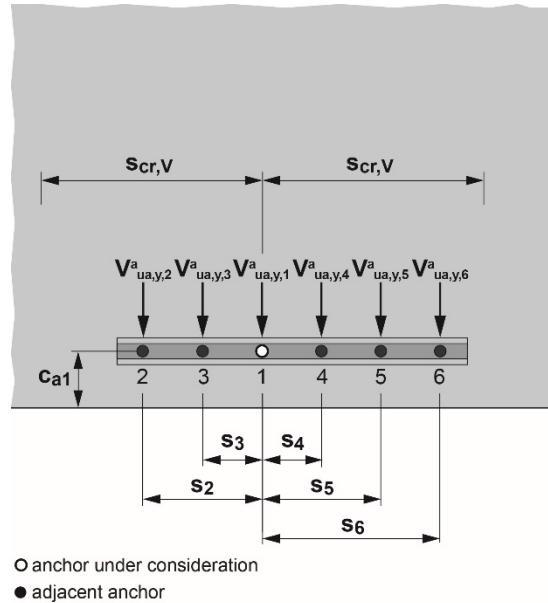 scr,V scr,V
Vaua,y,2 Vaua,y,3 Vaua,y,1 Vaua,y,4 Vaua,y,5 Vaua,y,6
ca1
2 3 1 4 5 6
s3 s4
s2 s5
s6
anchor under consideration
adjacent anchor